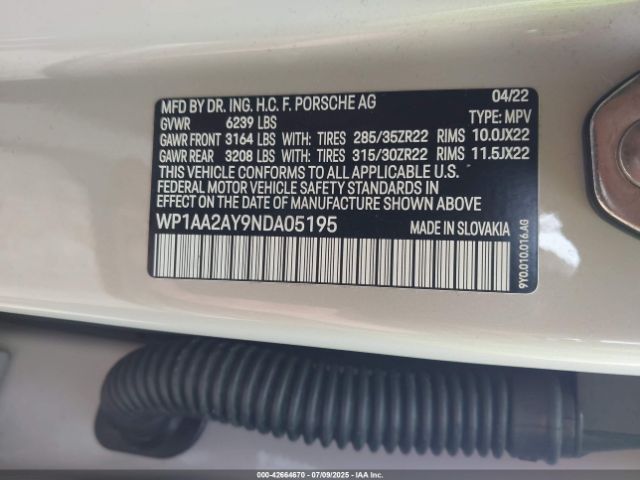 MFD BY DR. ING. H.C. F. PORSCHE AG 04/22
GVWR 6239 LBS TYPE: MPV
GAWR FRONT 3164 LBS WITH: TIRES 285/35ZR22 RIMS 10.0JX22
GAWR REAR 3208 LBS WITH: TIRES 315/30ZR22 RIMS 11.5JX22
THIS VEHICLE CONFORMS TO ALL APPLICABLE U.S.
FEDERAL MOTOR VEHICLE SAFETY STANDARDS IN
EFFECT ON THE DATE OF MANUFACTURE SHOWN ABOVE
WP1AA2AY9NDA05195 MADE IN SLOVAKIA
9Y0.010.016.AG
000-42664670 - 07/09/2025 - IAA Inc.